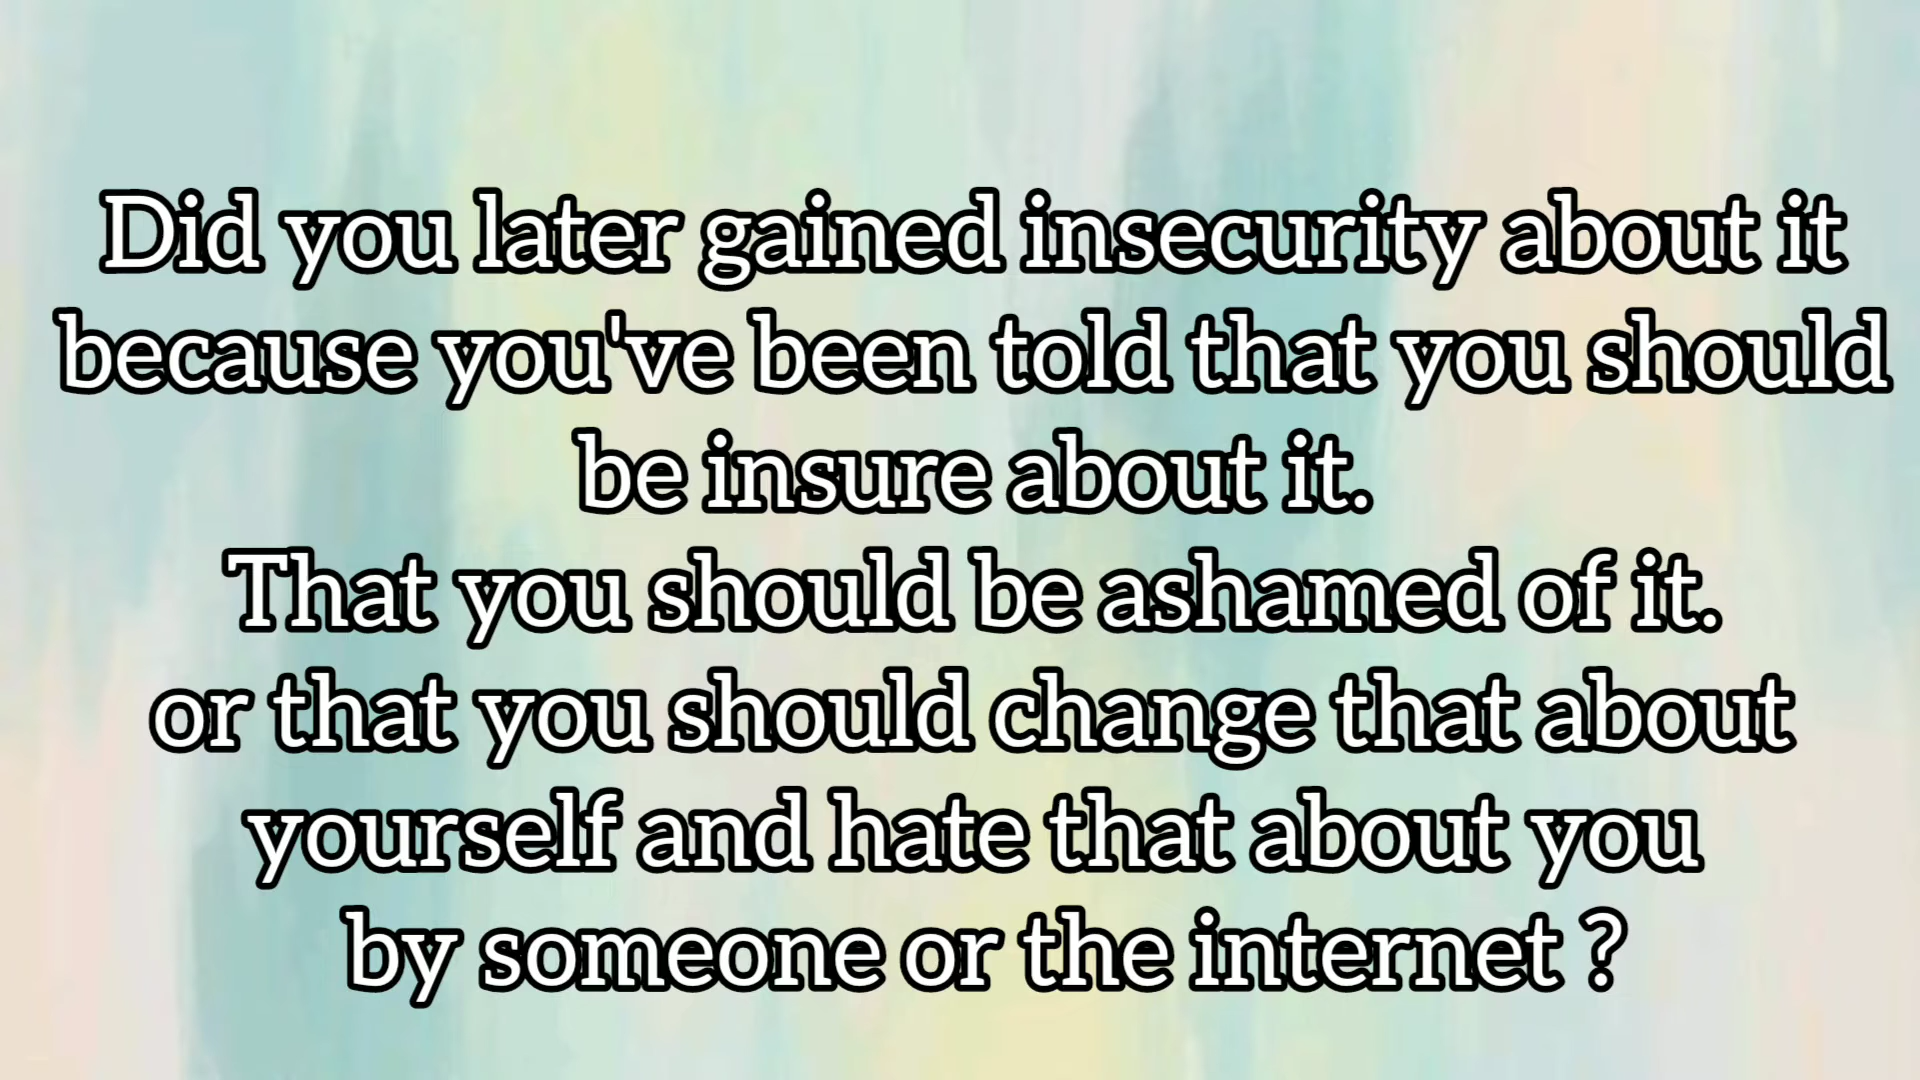 Did you later gained insecurity about it
because you've been told that you should
be insure about it.
That you should be ashamed of it.
or that you should change that about
yourself and hate that about you
by someone or the internet ?